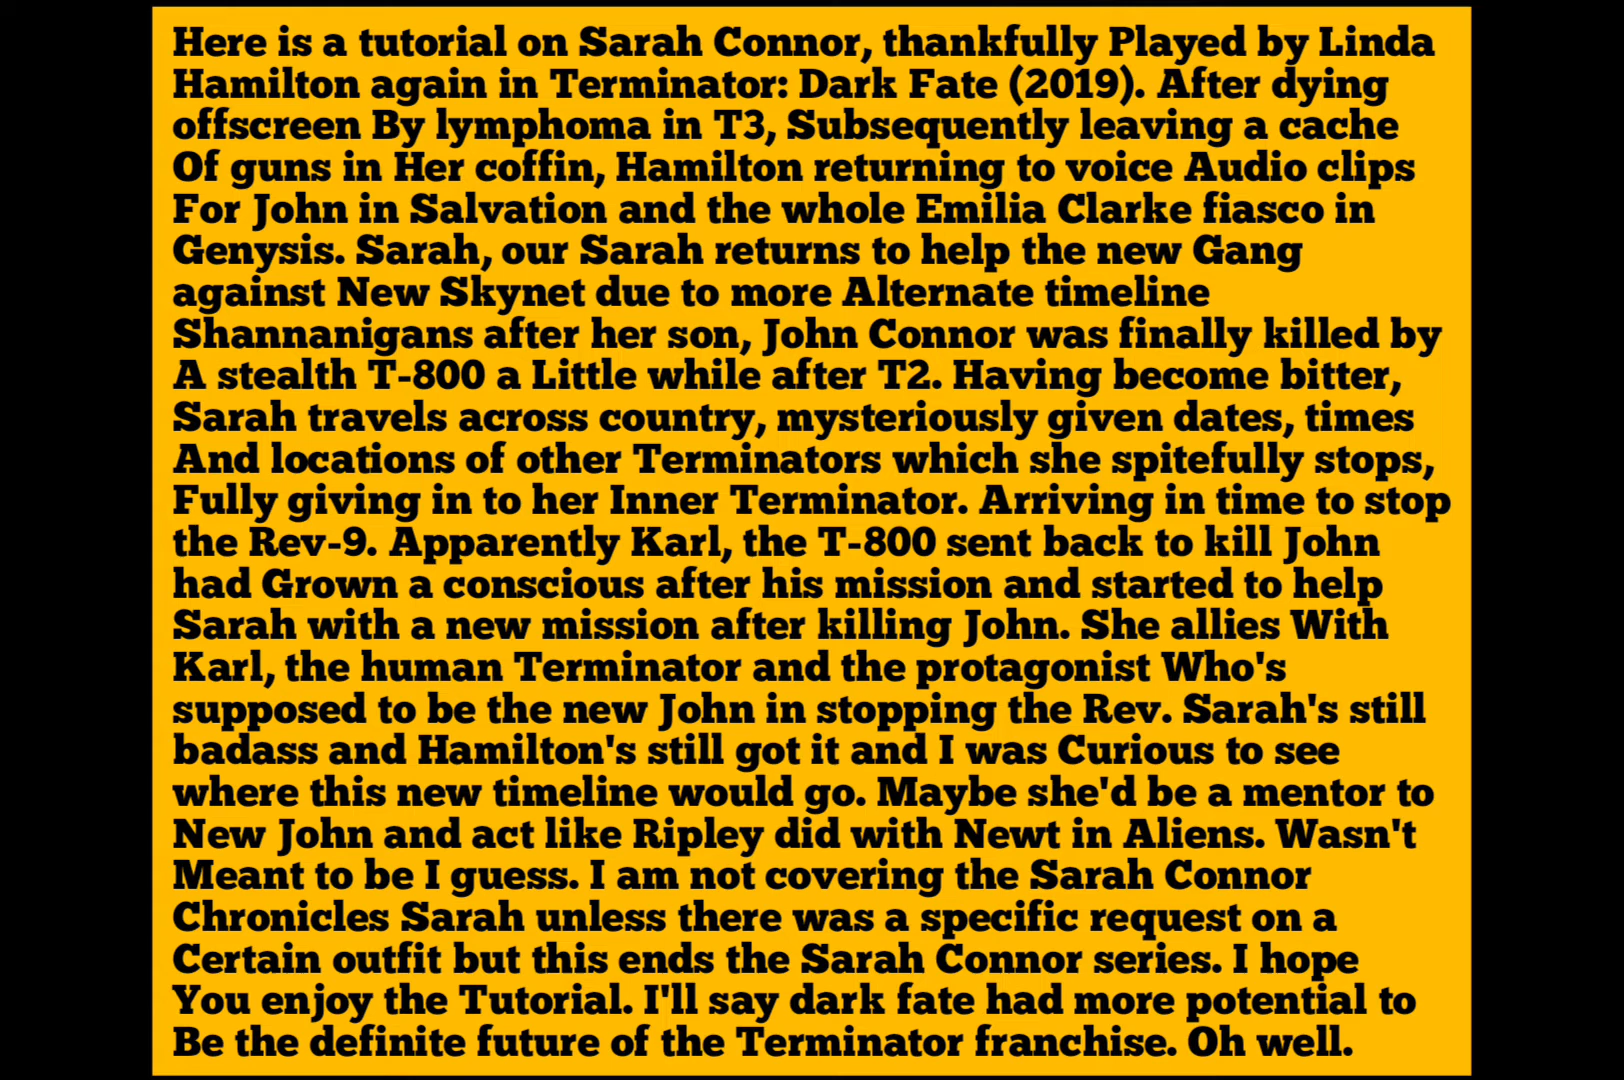 Here is a tutorial on Sarah Connor, thankfully Played by Linda
Hamilton again in Terminator: Dark Fate (2019). After dying
offscreen By lymphoma in T3, Subsequently leaving a cache
Of guns in Her coffin, Hamilton returning to voice Audio clips
For John in Salvation and the whole Emilia Clarke fiasco in
Genysis. Sarah, our Sarah returns to help the new Gang
against New Skynet due to more Alternate timeline
Shannanigans after her son, John Connor was finally killed by
A stealth T-800 a Little while after T2. Having become bitter,
Sarah travels across country, mysteriously given dates, times
And locations of other Terminators which she spitefully stops,
Fully giving in to her Inner Terminator. Arriving in time to stop
the Rev-9. Apparently Karl, the T-800 sent back to kill John
had Grown a conscious after his mission and started to help
Sarah with a new mission after killing John. She allies With
Karl, the human Terminator and the protagonist Who's
supposed to be the new John in stopping the Rev. Sarah's still
badass and Hamilton's still got it and I was Curious to see
where this new timeline would go. Maybe she'd be a mentor to
New John and act like Ripley did with Newt in Aliens. Wasn't
Meant to be I guess. I am not covering the Sarah Connor
Chronicles Sarah unless there was a specific request on a
Certain outfit but this ends the Sarah Connor series. I hope
You enjoy the Tutorial. I'll say dark fate had more potential to
Be the definite future of the Terminator franchise. Oh well.